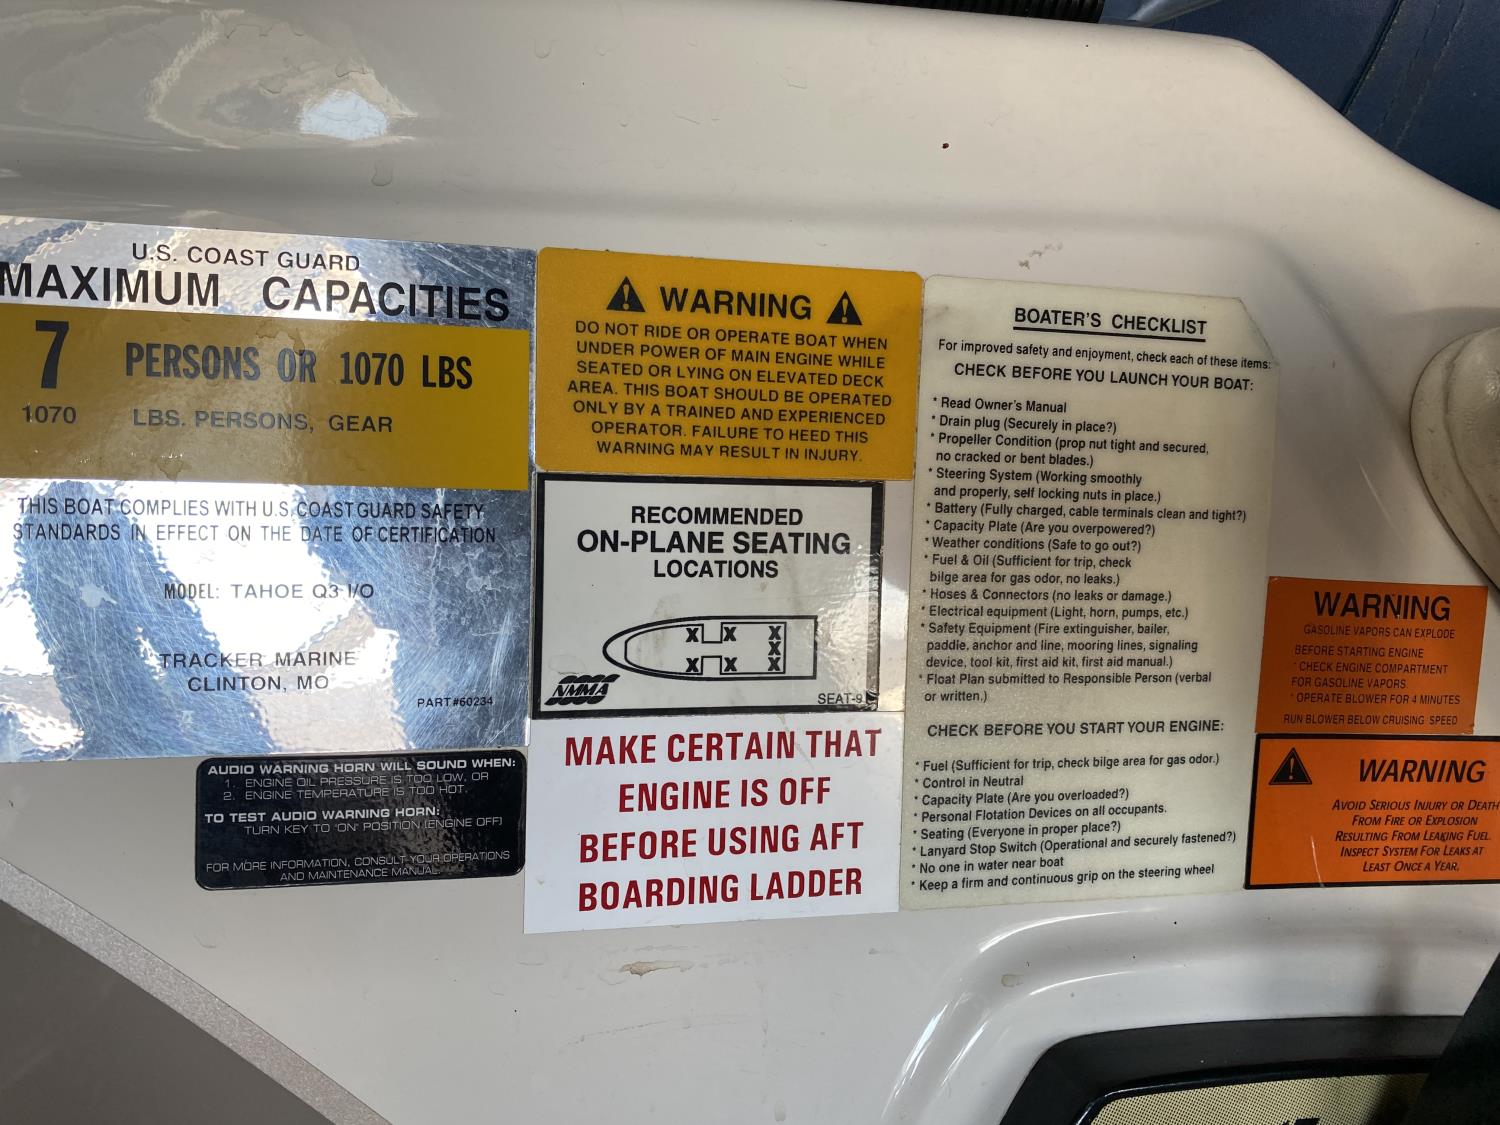 U.S. COAST GUARD
MAXIMUM CAPACITIES
7 PERSONS OR 1070 LBS
1070 LBS. PERSONS, GEAR
THIS BOAT COMPLIES WITH U.S. COAST GUARD SAFETY
STANDARDS IN EFFECT ON THE DATE OF CERTIFICATION
MODEL: TAHOE Q3 I/O
TRACKER MARINE
CLINTON, MO
PART #60234
AUDIO WARNING HORN WILL SOUND WHEN:
1. ENGINE OIL PRESSURE IS TOO LOW, OR
2. ENGINE TEMPERATURE IS TOO HOT.
TO TEST AUDIO WARNING HORN:
TURN KEY TO "ON" POSITION (ENGINE OFF)
FOR MORE INFORMATION, CONSULT YOUR OPERATIONS
AND MAINTENANCE MANUAL.
WARNING
DO NOT RIDE OR OPERATE BOAT WHEN
UNDER POWER OF MAIN ENGINE WHILE
SEATED OR LYING ON ELEVATED DECK
AREA. THIS BOAT SHOULD BE OPERATED
ONLY BY A TRAINED AND EXPERIENCED
OPERATOR. FAILURE TO HEED THIS
WARNING MAY RESULT IN INJURY.
RECOMMENDED
ON-PLANE SEATING
LOCATIONS
X X X
X
X X X
NMMA
SEAT-9
MAKE CERTAIN THAT
ENGINE IS OFF
BEFORE USING AFT
BOARDING LADDER
BOATER'S CHECKLIST
For improved safety and enjoyment, check each of these items:
CHECK BEFORE YOU LAUNCH YOUR BOAT:
* Read Owner's Manual
* Drain plug (Securely in place?)
* Propeller Condition (prop nut tight and secured,
no cracked or bent blades.)
* Steering System (Working smoothly
and properly, self locking nuts in place.)
* Battery (Fully charged, cable terminals clean and tight?)
* Capacity Plate (Are you overpowered?)
* Weather conditions (Safe to go out?)
* Fuel & Oil (Sufficient for trip, check
bilge area for gas odor, no leaks.)
* Hoses & Connectors (no leaks or damage.)
* Electrical equipment (Light, horn, pumps, etc.)
* Safety Equipment (Fire extinguisher, bailer,
paddle, anchor and line, mooring lines, signaling
device, tool kit, first aid kit, first aid manual.)
* Float Plan submitted to Responsible Person (verbal
or written.)
CHECK BEFORE YOU START YOUR ENGINE:
* Fuel (Sufficient for trip, check bilge area for gas odor.)
* Control in Neutral
* Capacity Plate (Are you overloaded?)
* Personal Flotation Devices on all occupants.
* Seating (Everyone in proper place?)
* Lanyard Stop Switch (Operational and securely fastened?)
* No one in water near boat
* Keep a firm and continuous grip on the steering wheel
WARNING
GASOLINE VAPORS CAN EXPLODE
BEFORE STARTING ENGINE
* CHECK ENGINE COMPARTMENT
FOR GASOLINE VAPORS.
* OPERATE BLOWER FOR 4 MINUTES
RUN BLOWER BELOW CRUISING SPEED
WARNING
AVOID SERIOUS INJURY OR DEATH
FROM FIRE OR EXPLOSION
RESULTING FROM LEAKING FUEL.
INSPECT SYSTEM FOR LEAKS AT
LEAST ONCE A YEAR.